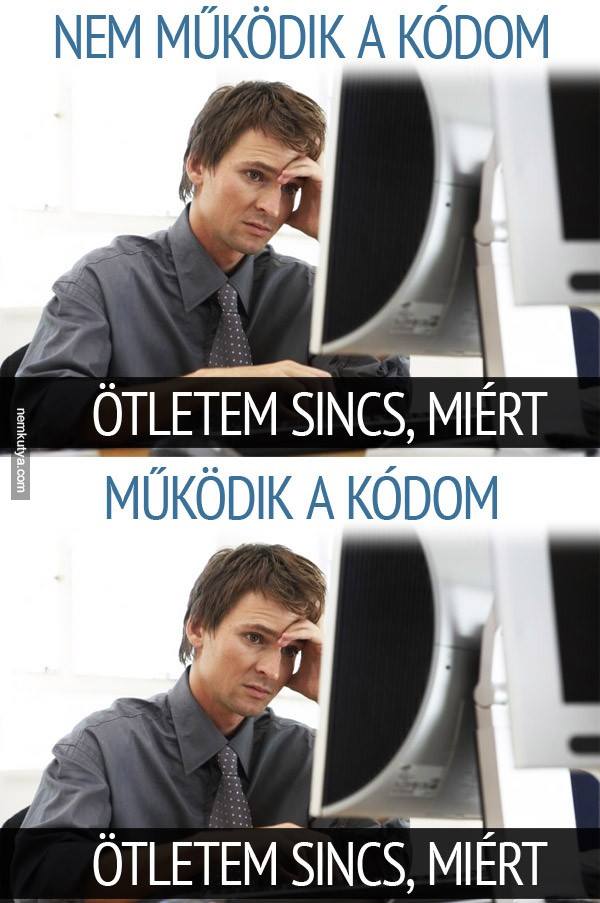 NEM MŰKÖDIK A KÓDOM
ÖTLETEM SINCS, MIÉRT
nemkutya.com
MŰKÖDIK A KÓDOM
ÖTLETEM SINCS, MIÉRT